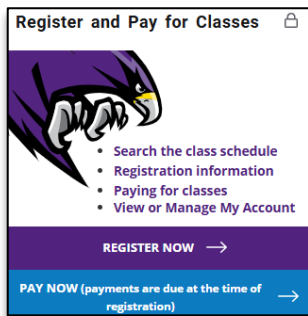 Register and Pay for Classes
• Search the class schedule
• Registration information
• Paying for classes
• View or Manage My Account
REGISTER NOW →
PAY NOW (payments are due at the time of
registration) →